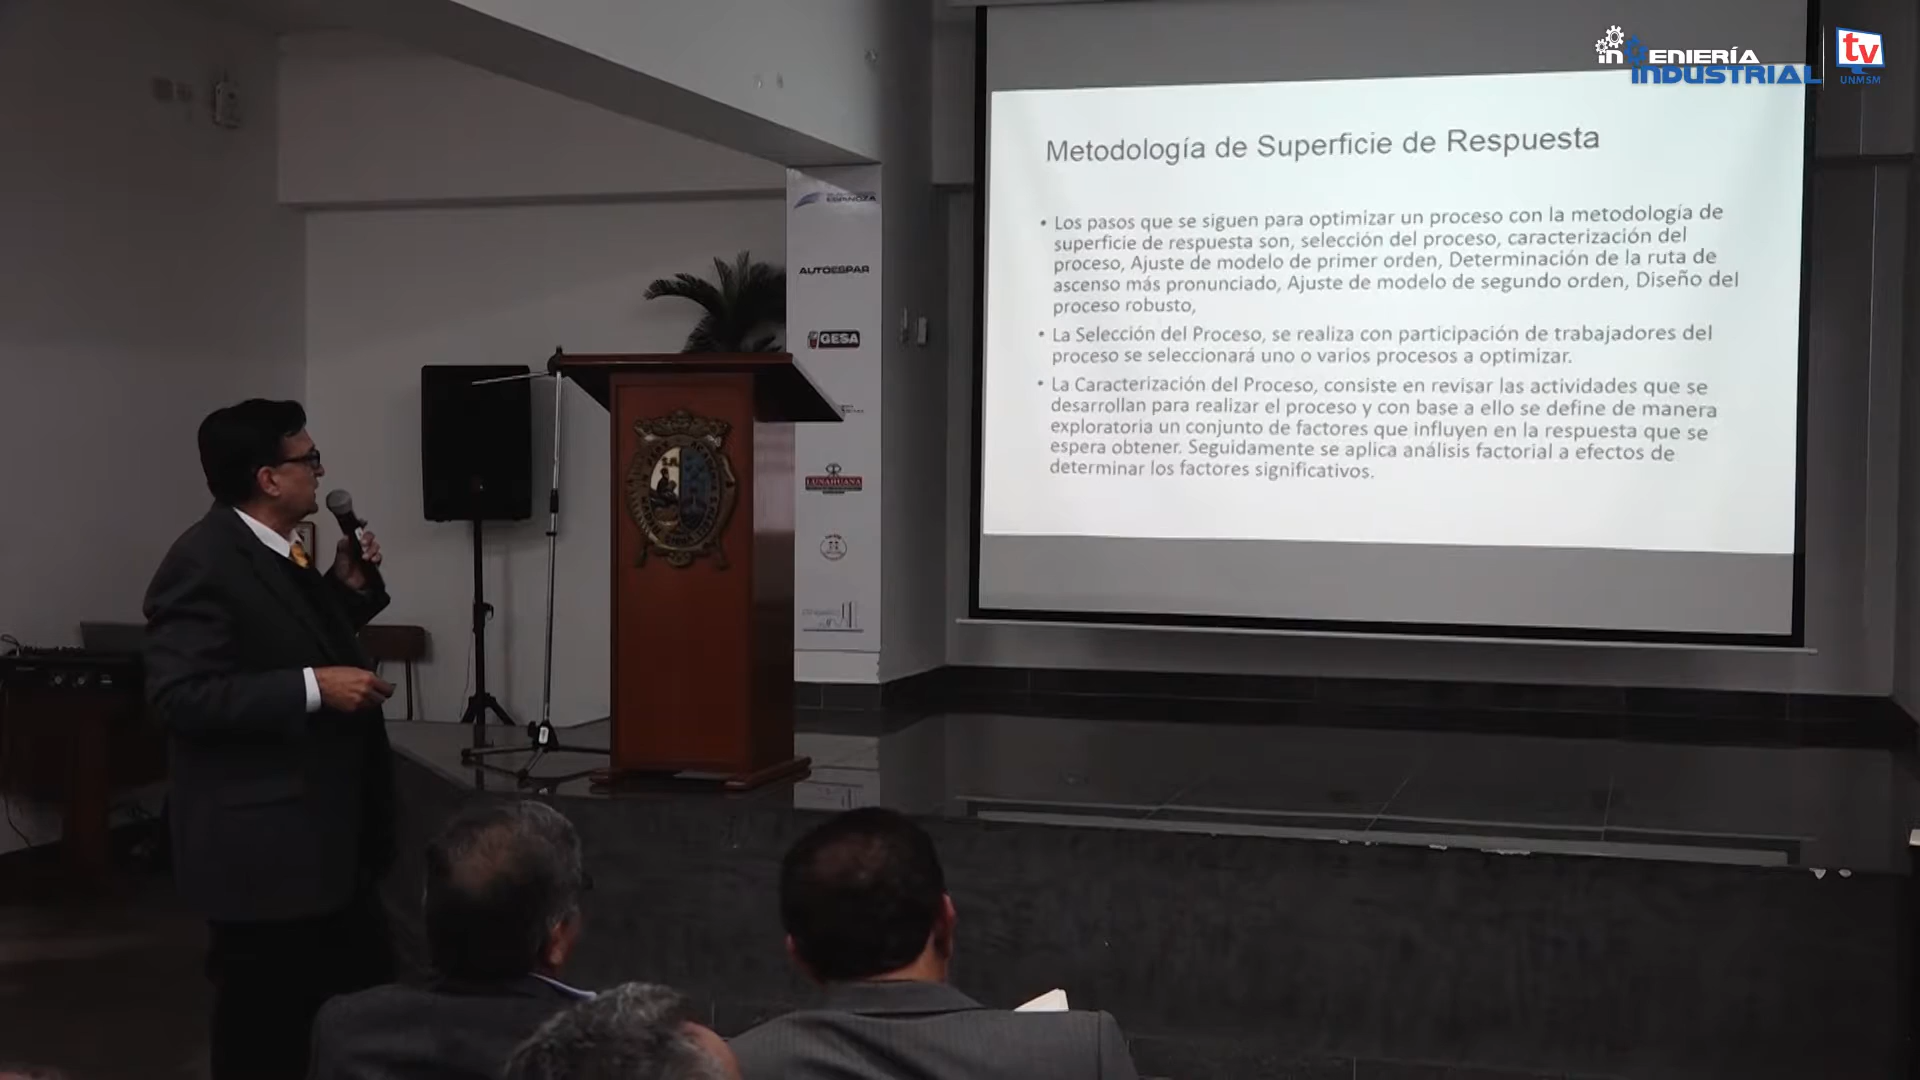 INGENIERÍA
INDUSTRIAL
tv
UNMSM
Metodología de Superficie de Respuesta
• Los pasos que se siguen para optimizar un proceso con la metodología de
superficie de respuesta son, selección del proceso, caracterización del
proceso, Ajuste de modelo de primer orden, Determinación de la ruta de
ascenso más pronunciado, Ajuste de modelo de segundo orden, Diseño del
proceso robusto,
• La Selección del Proceso, se realiza con participación de trabajadores del
proceso se seleccionará uno o varios procesos a optimizar.
• La Caracterización del Proceso, consiste en revisar las actividades que se
desarrollan para realizar el proceso y con base a ello se define de manera
exploratoria un conjunto de factores que influyen en la respuesta que se
espera obtener. Seguidamente se aplica análisis factorial a efectos de
determinar los factores significativos.
ESPINOZA
AUTOESPAR
GESA
LUNAHUANA